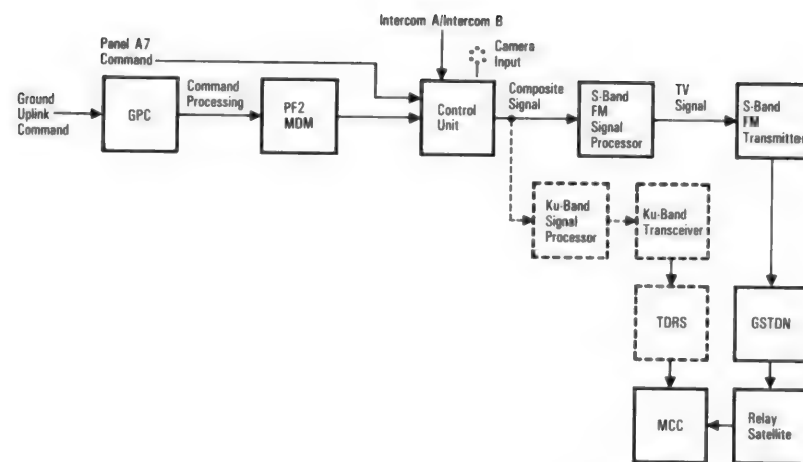 Intercom A/Intercom B
Panel A7
Command
Camera
Input
Ground
Uplink
Command
GPC
Command
Processing
PF2
MDM
Control
Unit
Composite
Signal
S-Band
FM
Signal
Processor
TV
Signal
S-Band
FM
Transmitter
Ku-Band
Signal
Processor
Ku-Band
Transceiver
TDRS
GSTDN
MCC
Relay
Satellite